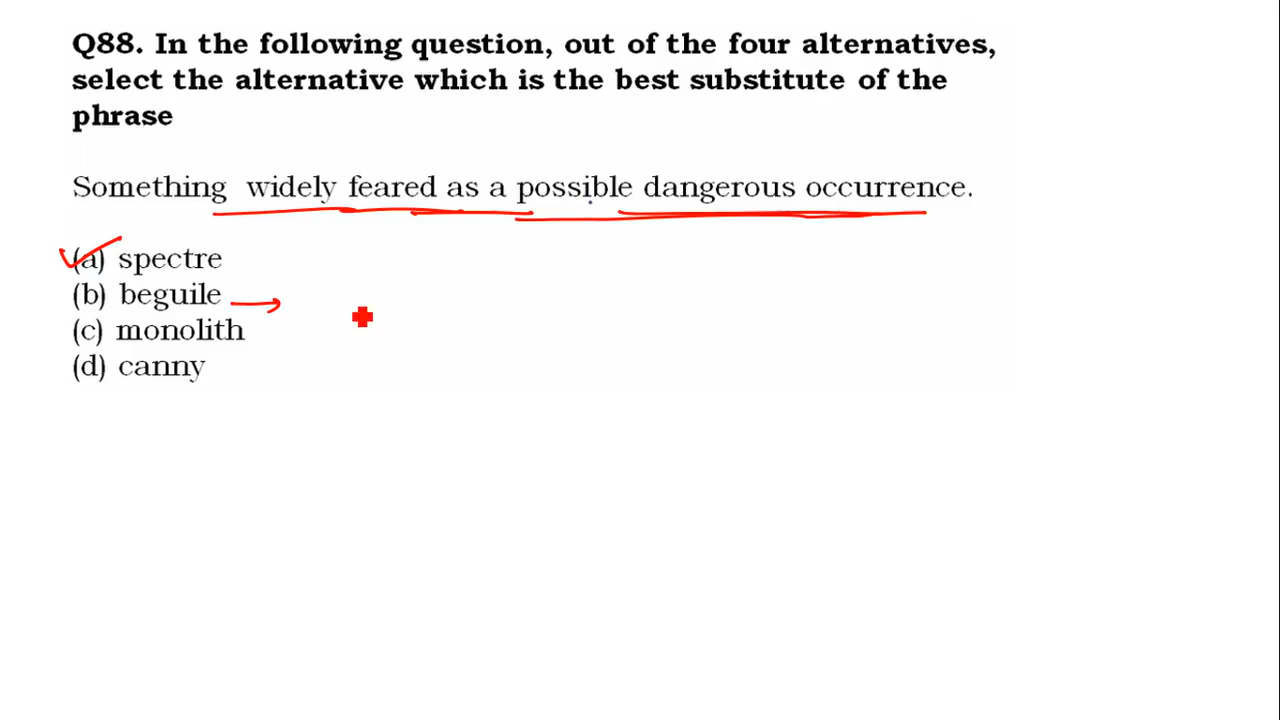 Q88. In the following question, out of the four alternatives,
select the alternative which is the best substitute of the
phrase
Something widely feared as a possible dangerous occurrence.
(a) spectre
(b) beguile
(c) monolith
(d) canny